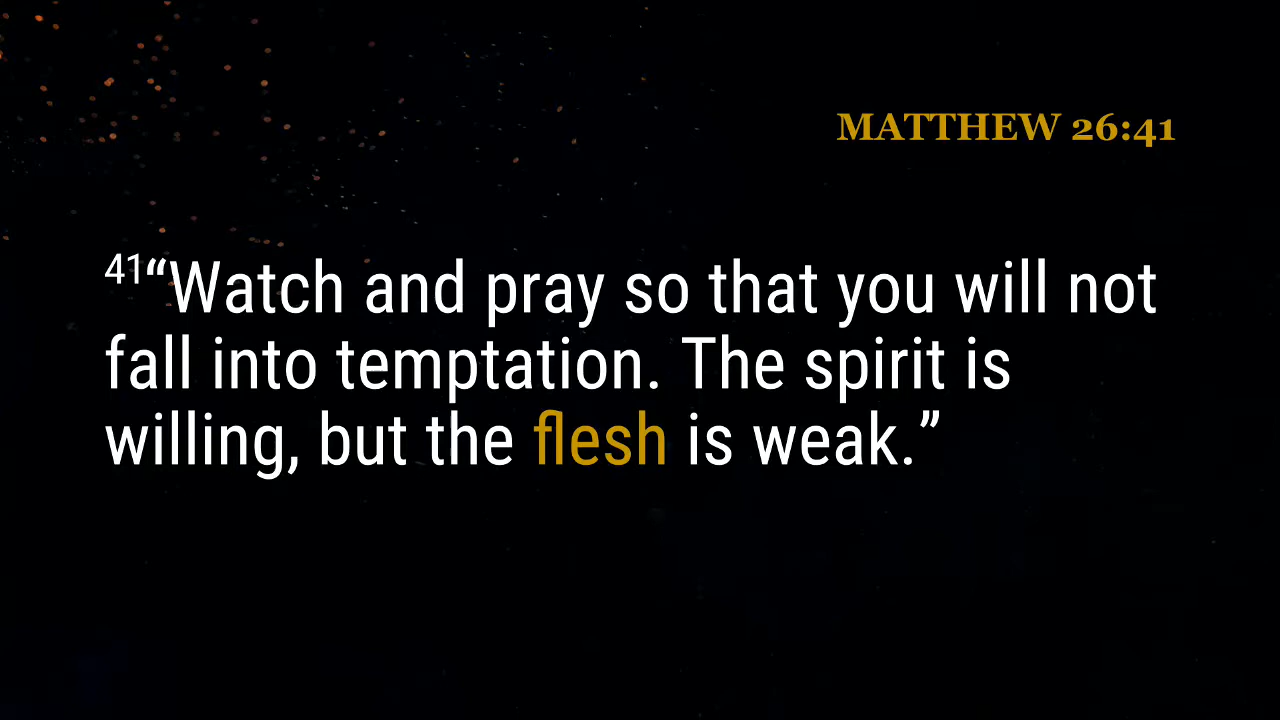 MATTHEW 26:41
41“Watch and pray so that you will not
fall into temptation. The spirit is
willing, but the flesh is weak.”